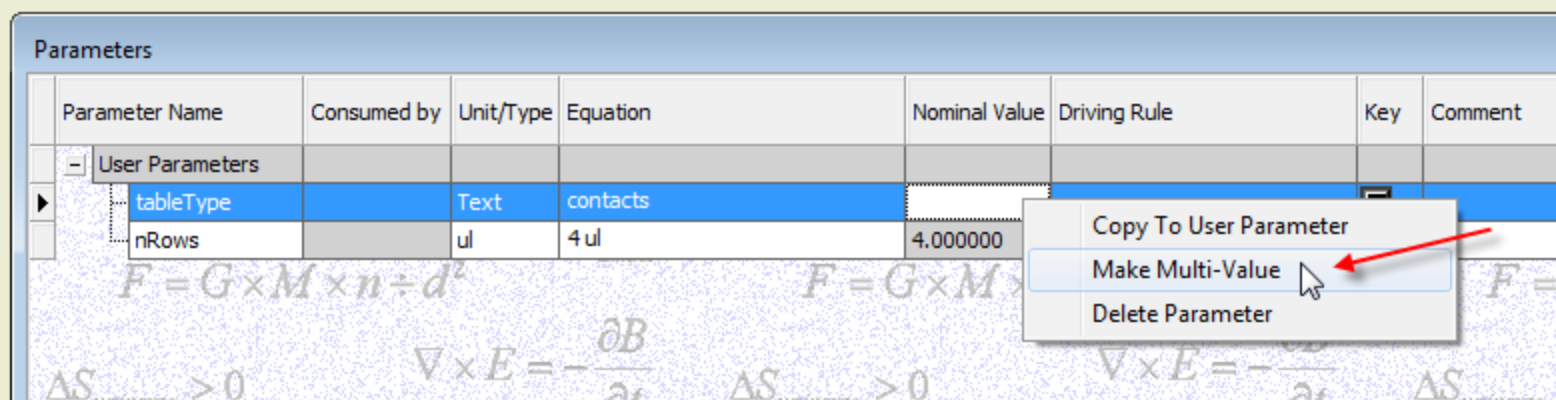 Parameters
Parameter Name Consumed by Unit/Type Equation Nominal Value Driving Rule Key Comment
User Parameters
tableType Text contacts
nRows ul 4 ul 4.000000
Copy To User Parameter
Make Multi-Value
Delete Parameter
F = G × M × n ÷ d² F = G × M × F =
∇ × E = − ∂B/∂t ∇ × E = − ∂B/∂t
ΔS > 0 ΔS > 0 ΔS